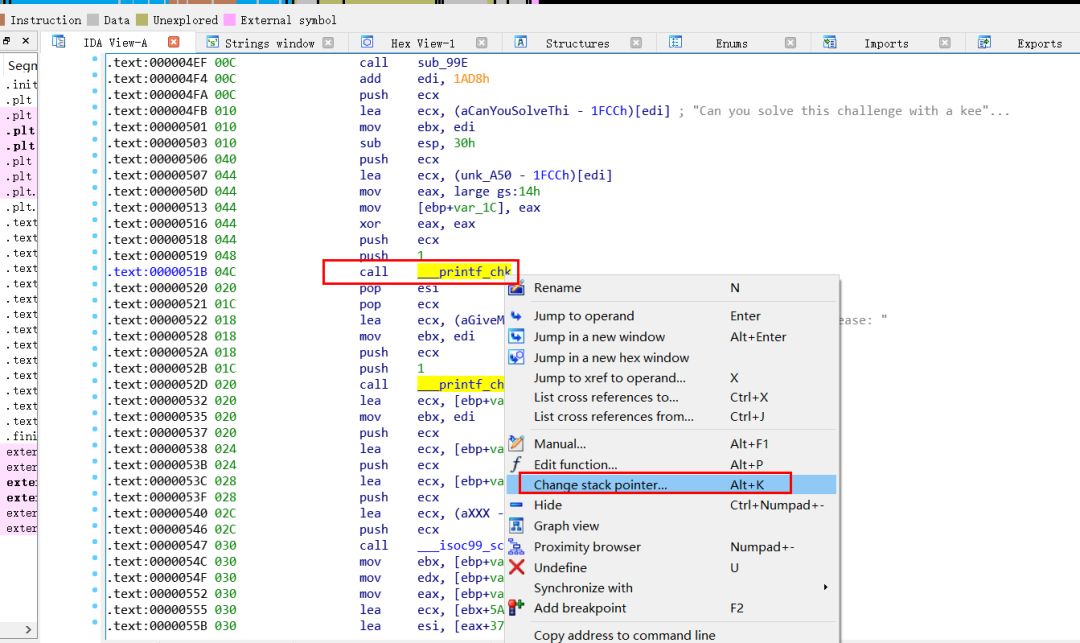 Instruction Data Unexplored External symbol
IDA View-A Strings window Hex View-1 Structures Enums Imports Exports
Segm
.init
.plt
.plt
.plt
.plt
.plt
.plt
.plt.
.plt.
.text
.text
.text
.text
.text
.text
.text
.text
.text
.text
.text
.text
.text
.text
.fini
exter
exter
exter
exter
exter
exter
.text:000004EF 00C call sub_99E
.text:000004F4 00C add edi, 1AD8h
.text:000004FA 00C push ecx
.text:000004FB 010 lea ecx, (aCanYouSolveThi - 1FCCh)[edi] ; "Can you solve this challenge with a kee"...
.text:00000501 010 mov ebx, edi
.text:00000503 010 sub esp, 30h
.text:00000506 040 push ecx
.text:00000507 044 lea ecx, (unk_A50 - 1FCCh)[edi]
.text:0000050D 044 mov eax, large gs:14h
.text:00000513 044 mov [ebp+var_1C], eax
.text:00000516 044 xor eax, eax
.text:00000518 044 push ecx
.text:00000519 048 push 1
.text:0000051B 04C call ___printf_chk
.text:00000520 020 pop esi
.text:00000521 01C pop ecx
.text:00000522 018 lea ecx, (aGiveM ease: "
.text:00000528 018 mov ebx, edi
.text:0000052A 018 push ecx
.text:0000052B 01C push 1
.text:0000052D 020 call ___printf_ch
.text:00000532 020 lea ecx, [ebp+va
.text:00000535 020 mov ebx, edi
.text:00000537 020 push ecx
.text:00000538 024 lea ecx, [ebp+va
.text:0000053B 024 push ecx
.text:0000053C 028 lea ecx, [ebp+va
.text:0000053F 028 push ecx
.text:00000540 02C lea ecx, (aXXX -
.text:00000546 02C push ecx
.text:00000547 030 call ___isoc99_sc
.text:0000054C 030 mov ebx, [ebp+va
.text:0000054F 030 mov edx, [ebp+va
.text:00000552 030 mov eax, [ebp+va
.text:00000555 030 lea ecx, [ebx+5A
.text:0000055B 030 lea esi, [eax+37
Rename N
Jump to operand Enter
Jump in a new window Alt+Enter
Jump in a new hex window
Jump to xref to operand... X
List cross references to... Ctrl+X
List cross references from... Ctrl+J
Manual... Alt+F1
Edit function... Alt+P
Change stack pointer... Alt+K
Hide Ctrl+Numpad+-
Graph view
Proximity browser Numpad+-
Undefine U
Synchronize with
Add breakpoint F2
Copy address to command line